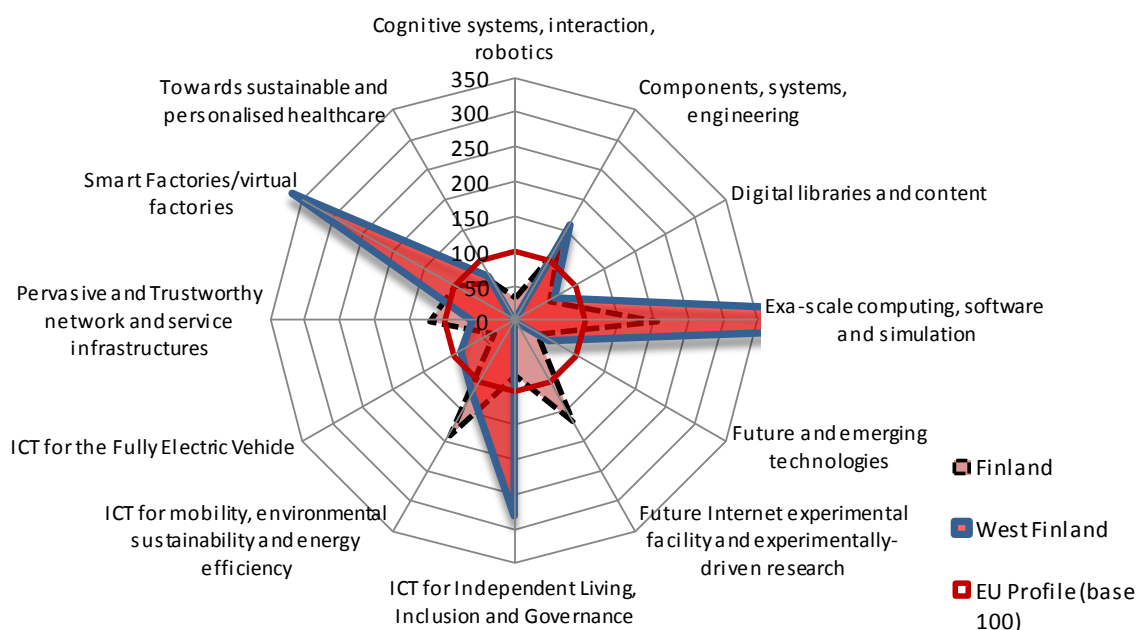 Cognitive systems, interaction,
robotics
Components, systems,
engineering
Digital libraries and content
Exa-scale computing, software
and simulation
Future and emerging
technologies
Future Internet experimental
facility and experimentally-
driven research
ICT for Independent Living,
Inclusion and Governance
ICT for mobility, environmental
sustainability and energy
efficiency
ICT for the Fully Electric Vehicle
Pervasive and Trustworthy
network and service
infrastructures
Smart Factories/virtual
factories
Towards sustainable and
personalised healthcare
350
300
250
200
150
100
50
0
Finland
West Finland
EU Profile (base
100)